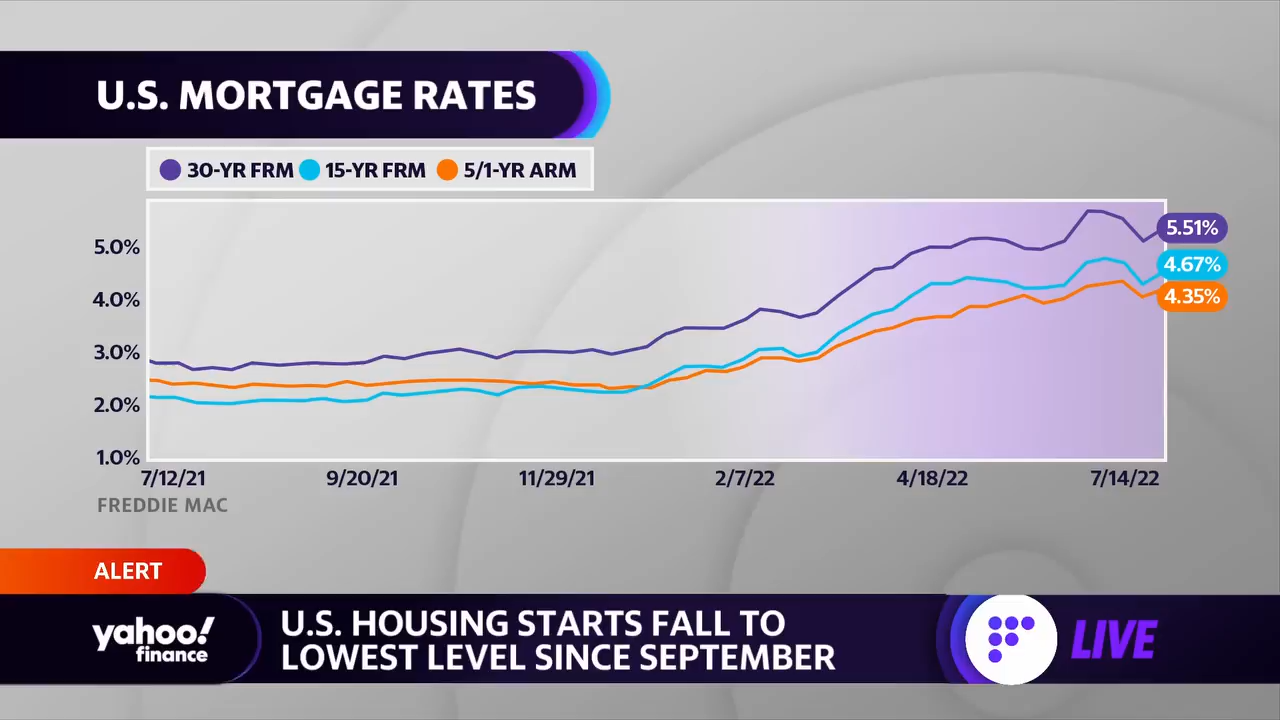 U.S. MORTGAGE RATES
30-YR FRM 15-YR FRM 5/1-YR ARM
5.51%
5.0%
4.67%
4.0%
4.35%
3.0%
2.0%
1.0%
7/12/21 9/20/21 11/29/21 2/7/22 4/18/22 7/14/22
FREDDIE MAC
ALERT
yahoo!
finance
U.S. HOUSING STARTS FALL TO
LOWEST LEVEL SINCE SEPTEMBER
LIVE